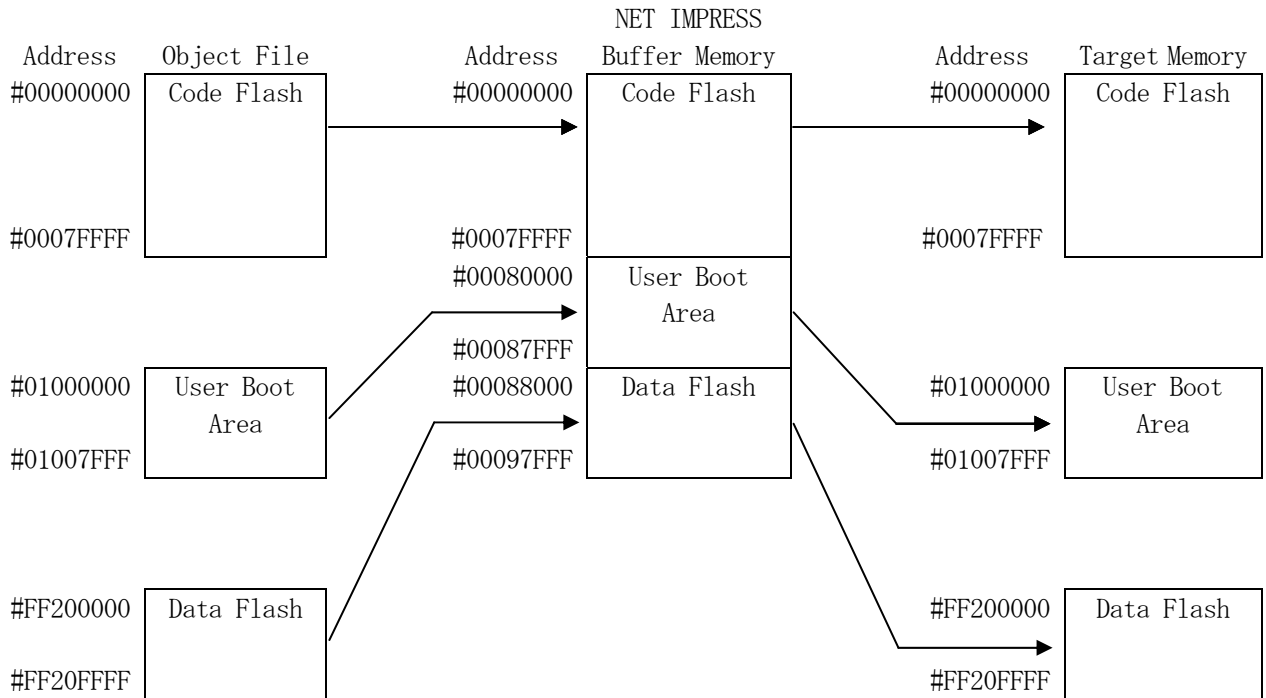 NET IMPRESS
Address Object File Address Buffer Memory Address Target Memory
#00000000 Code Flash #00000000 Code Flash #00000000 Code Flash
#0007FFFF #0007FFFF #0007FFFF
#00080000 User Boot
Area
#00087FFF
#01000000 User Boot #00088000 Data Flash #01000000 User Boot
Area Area
#01007FFF #00097FFF #01007FFF
#FF200000 Data Flash #FF200000 Data Flash
#FF20FFFF #FF20FFFF